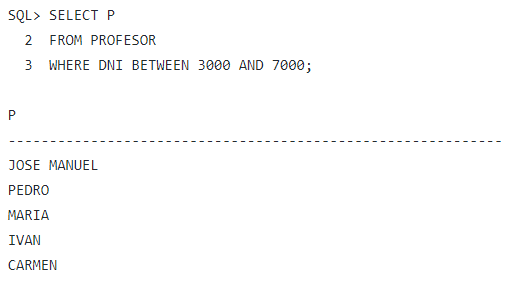 SQL> SELECT P
2 FROM PROFESOR
3 WHERE DNI BETWEEN 3000 AND 7000;
P
------------------------------------------------------------
JOSE MANUEL
PEDRO
MARIA
IVAN
CARMEN